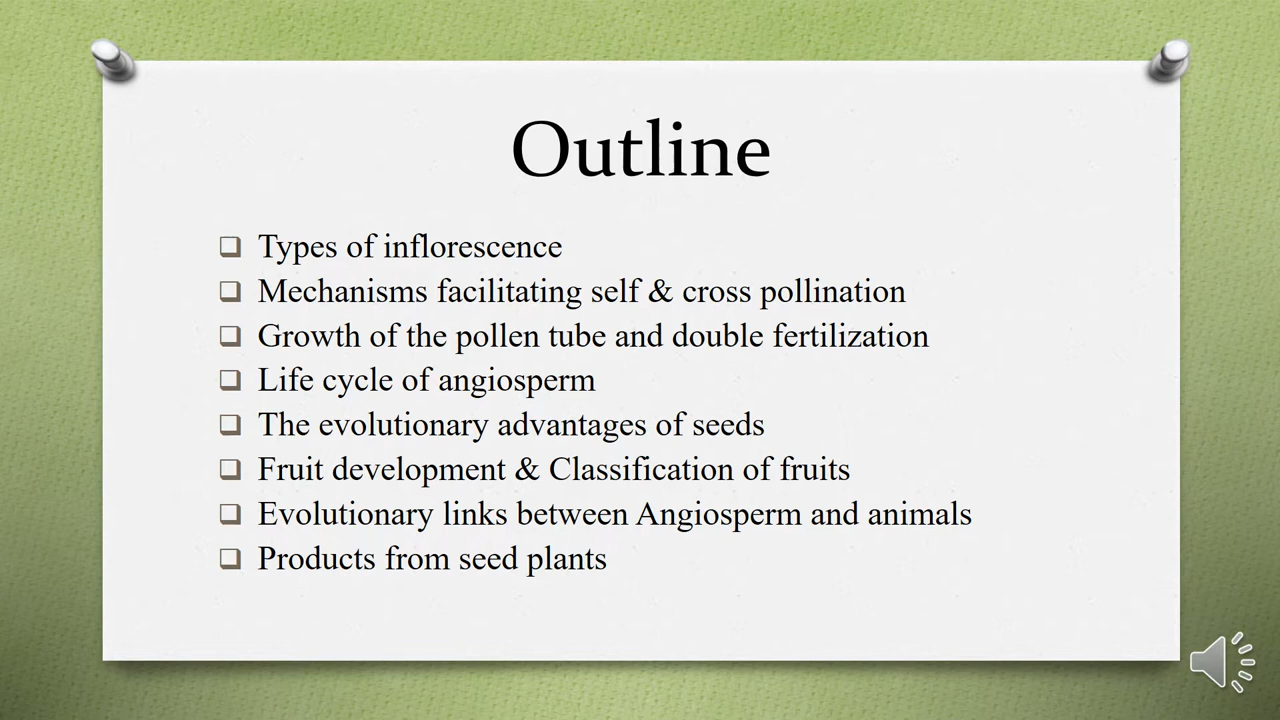 Outline
Types of inflorescence
Mechanisms facilitating self & cross pollination
Growth of the pollen tube and double fertilization
Life cycle of angiosperm
The evolutionary advantages of seeds
Fruit development & Classification of fruits
Evolutionary links between Angiosperm and animals
Products from seed plants